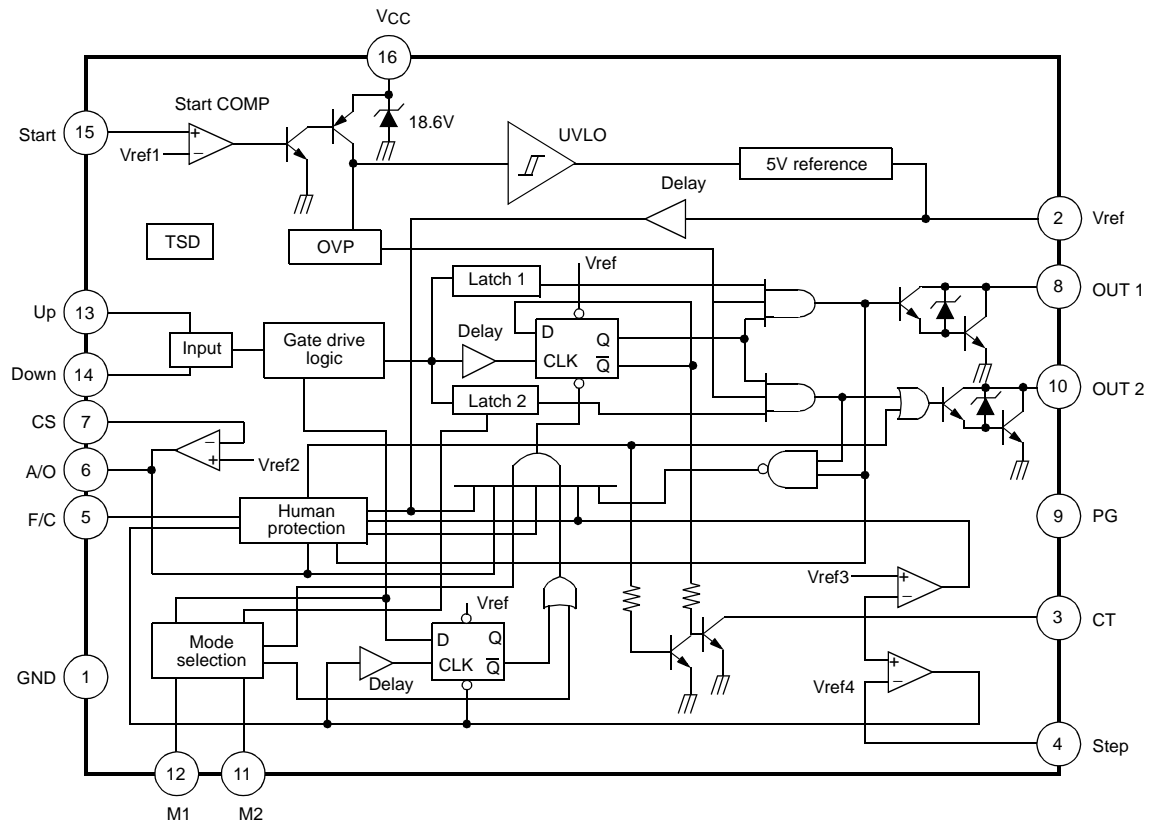 VCC
16
Start COMP
Start
15
+
−
Vref1
18.6V
UVLO
5V reference
Delay
2
Vref
TSD
OVP
Vref
Latch 1
8
OUT 1
Up
13
Input
Gate drive
logic
Delay
D
Q
CLK
Q
Down
14
Latch 2
10
OUT 2
CS
7
−
+
Vref2
A/O
6
F/C
5
Human
protection
9
PG
Vref3
+
−
Vref
3
CT
Mode
selection
D
Q
CLK
Q
Delay
GND
1
+
−
Vref4
4
Step
12
11
M1
M2